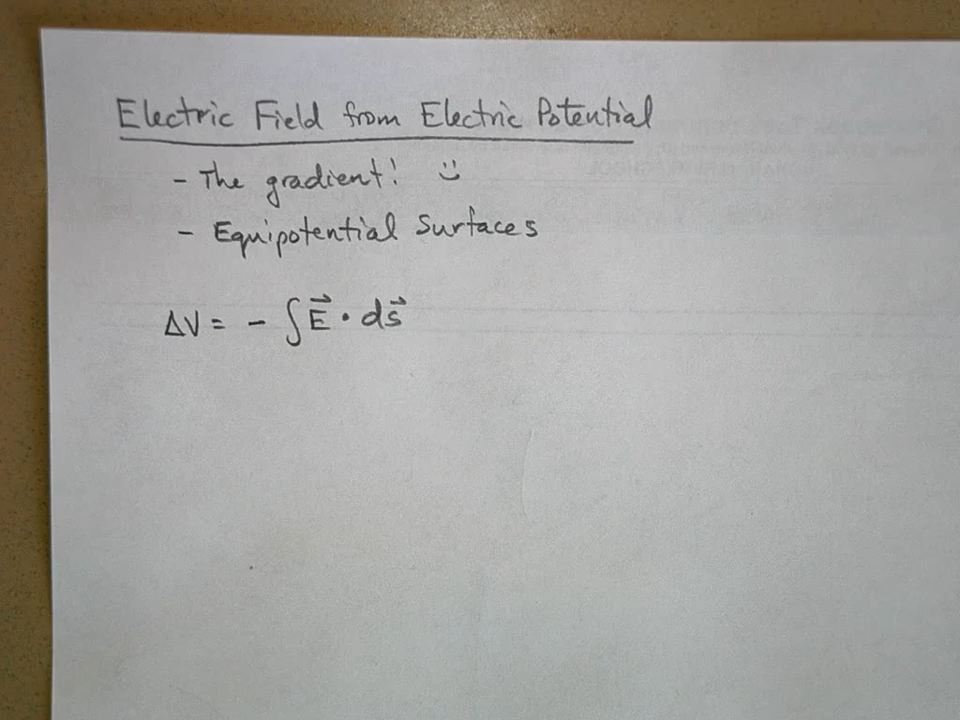 Electric Field from Electric Potential
- The gradient! :)
- Equipotential Surfaces
ΔV = - ∫ E⃗ · ds⃗